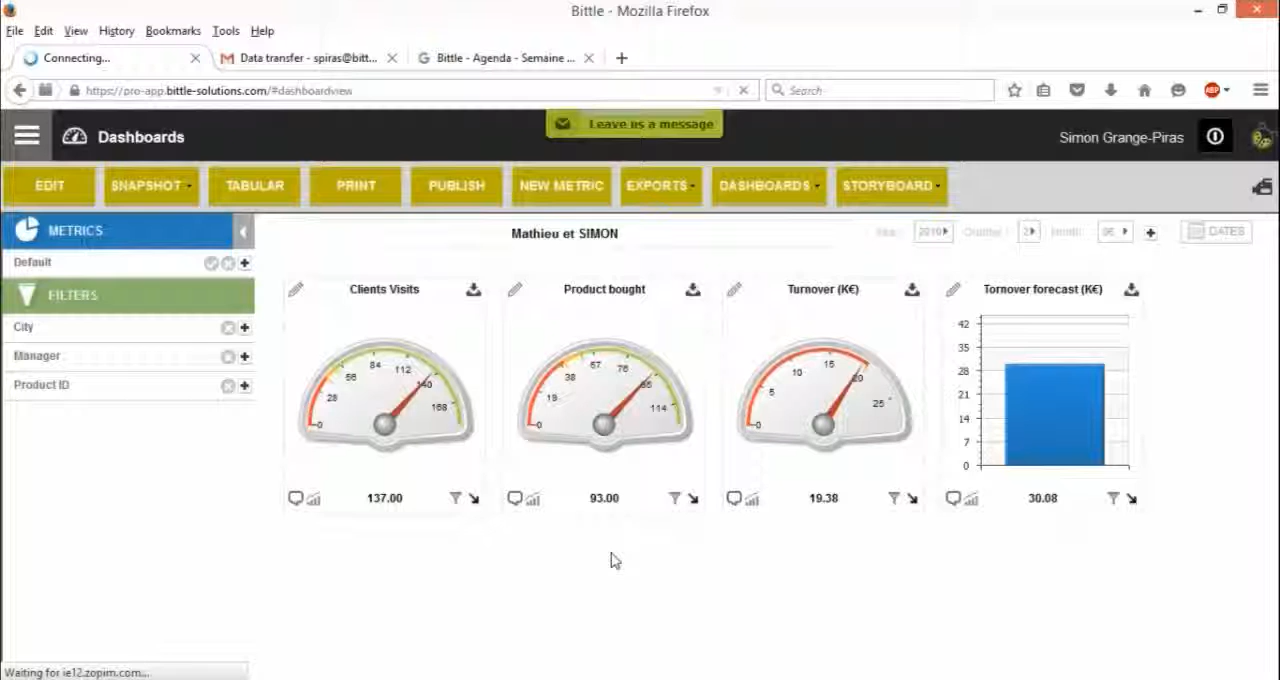 Bittle - Mozilla Firefox
File Edit View History Bookmarks Tools Help
Connecting... Data transfer - spiras@bitt... Bittle - Agenda - Semaine ...
https://pro-app.bittle-solutions.com/#dashboardview Search
ABP
Leave us a message
Dashboards Simon Grange-Piras
EDIT SNAPSHOT TABULAR PRINT PUBLISH NEW METRIC EXPORTS DASHBOARDS STORYBOARD
METRICS
Mathieu et SIMON
DATES
Default
FILTERS
City
Manager
Product ID
Clients Visits Product bought Turnover (K€) Tornover forecast (K€)
0 28 56 84 112 140 168
0 19 38 76 114
0 5 10 15 20 25
42
35
28
21
14
7
0
137.00 93.00 19.38 30.08
Waiting for ie12.zopim.com...